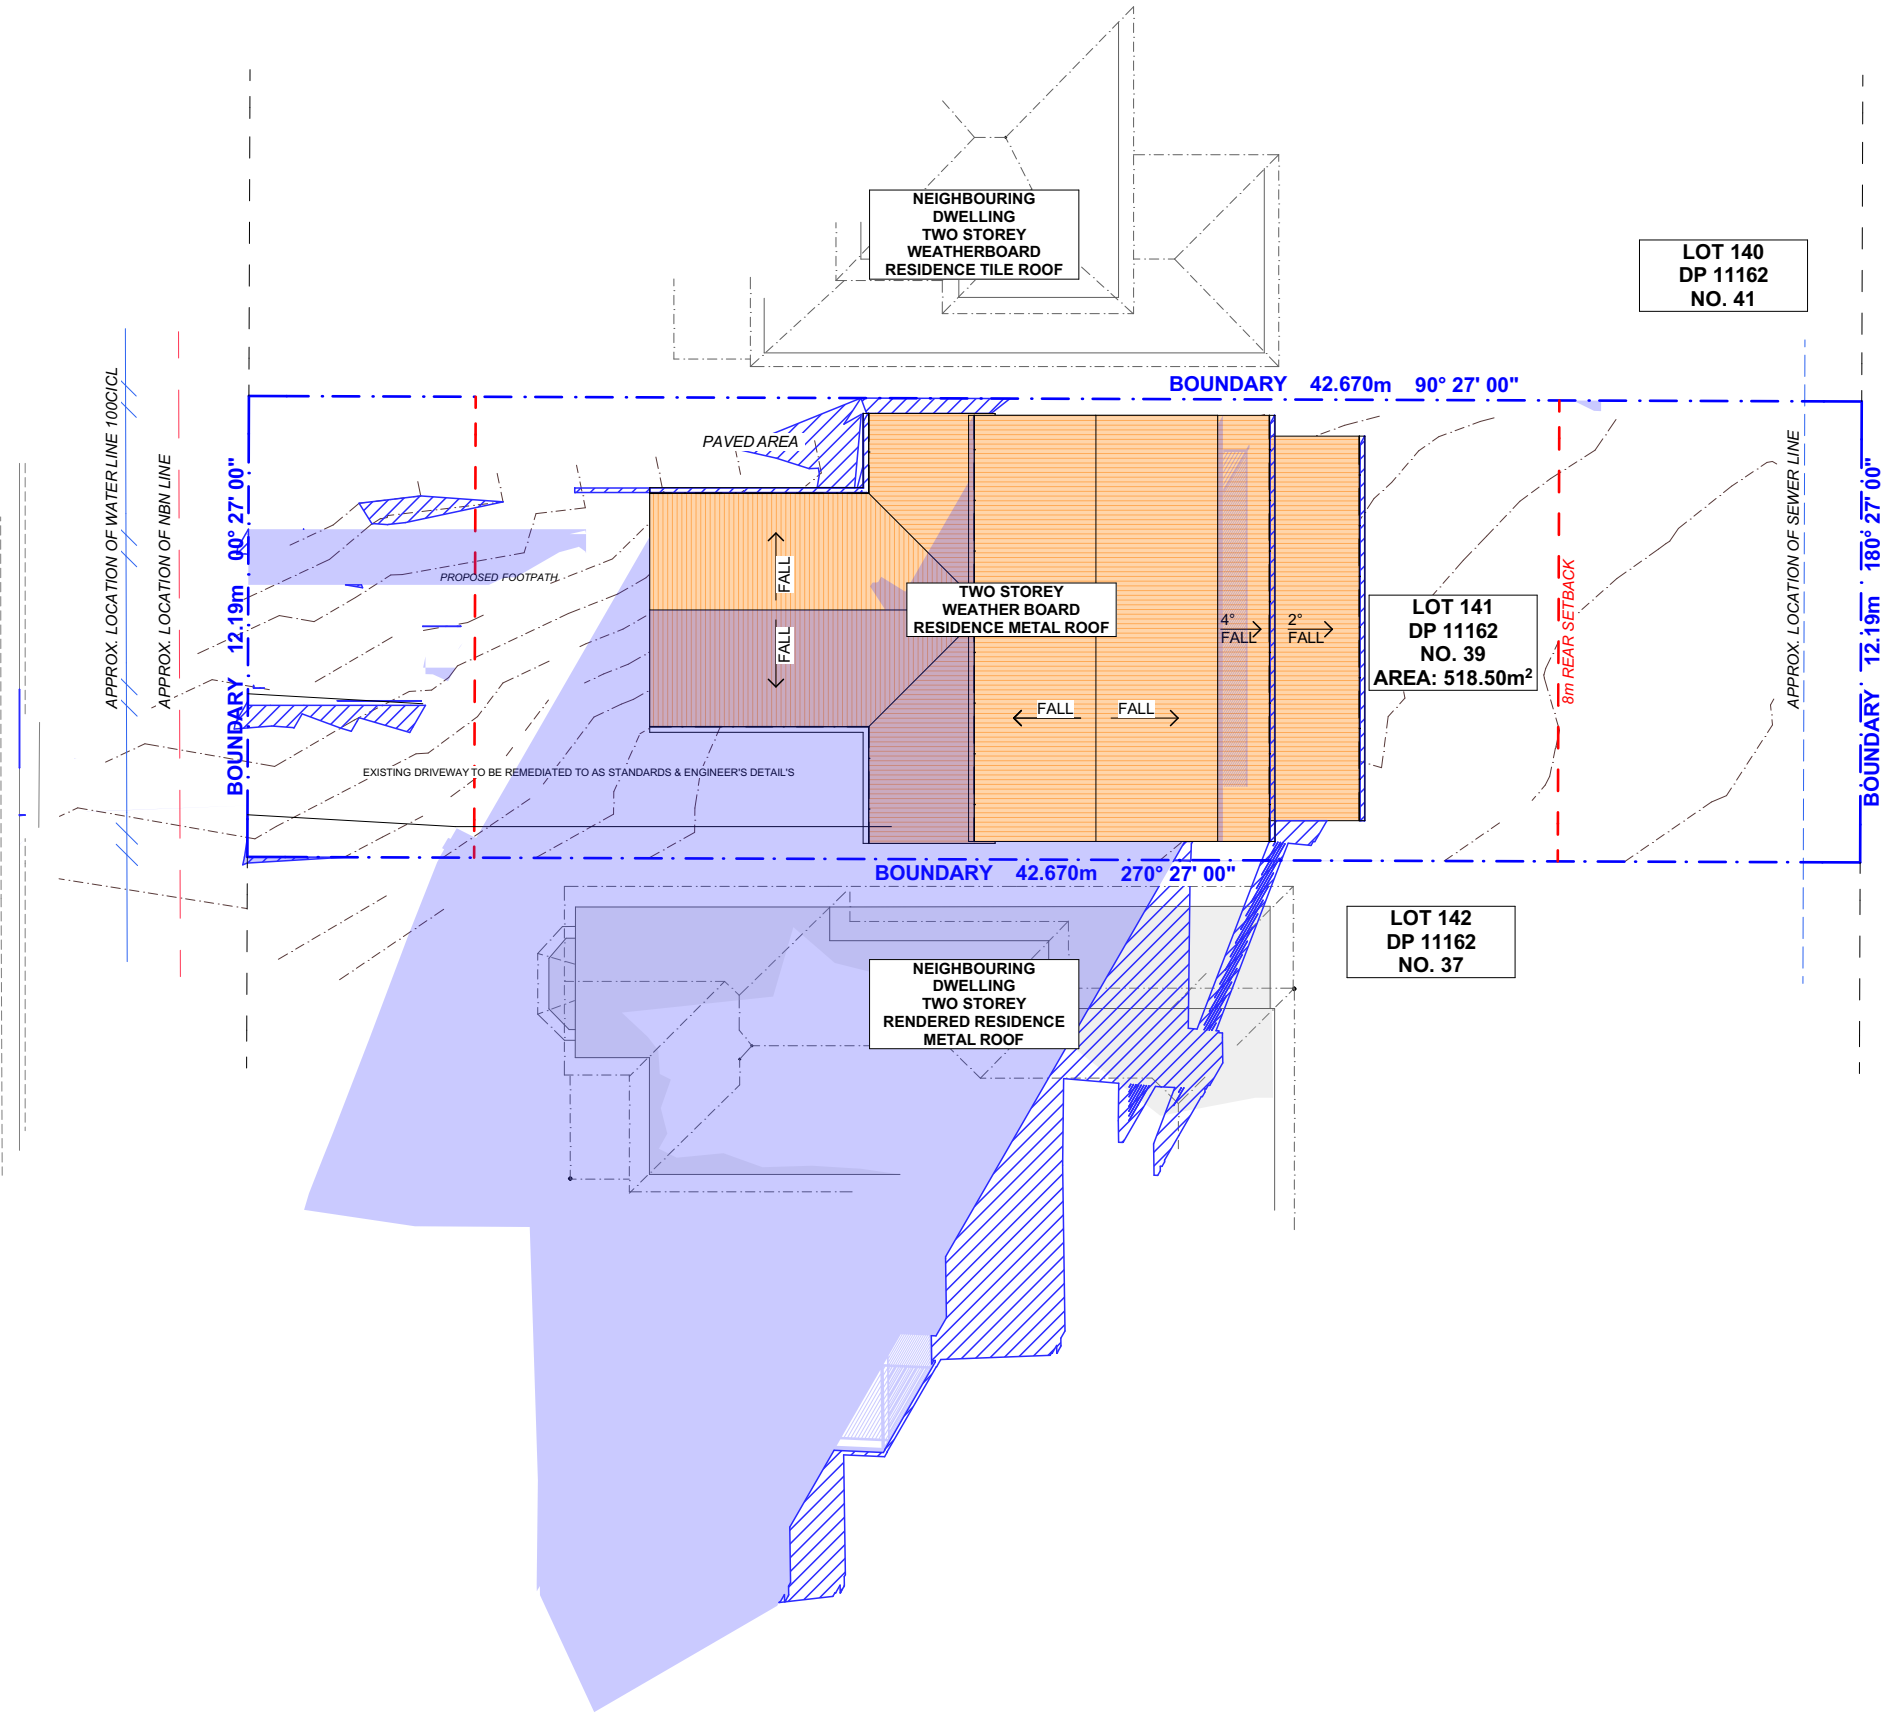 NEIGHBOURING
DWELLING
TWO STOREY
WEATHERBOARD
RESIDENCE TILE ROOF
LOT 140
DP 11162
NO. 41
BOUNDARY 42.670m 90° 27' 00"
APPROX. LOCATION OF WATER LINE 100CICL
APPROX. LOCATION OF NBN LINE
BOUNDARY 12.19m 00° 27' 00"
PAVED AREA
PROPOSED FOOTPATH
FALL
FALL
TWO STOREY
WEATHER BOARD
RESIDENCE METAL ROOF
4°
FALL
2°
FALL
FALL
FALL
LOT 141
DP 11162
NO. 39
AREA: 518.50m²
8m REAR SETBACK
APPROX. LOCATION OF SEWER LINE
BOUNDARY 12.19m 180° 27' 00"
EXISTING DRIVEWAY TO BE REMEDIATED TO AS STANDARDS & ENGINEER'S DETAIL'S
BOUNDARY 42.670m 270° 27' 00"
LOT 142
DP 11162
NO. 37
NEIGHBOURING
DWELLING
TWO STOREY
RENDERED RESIDENCE
METAL ROOF